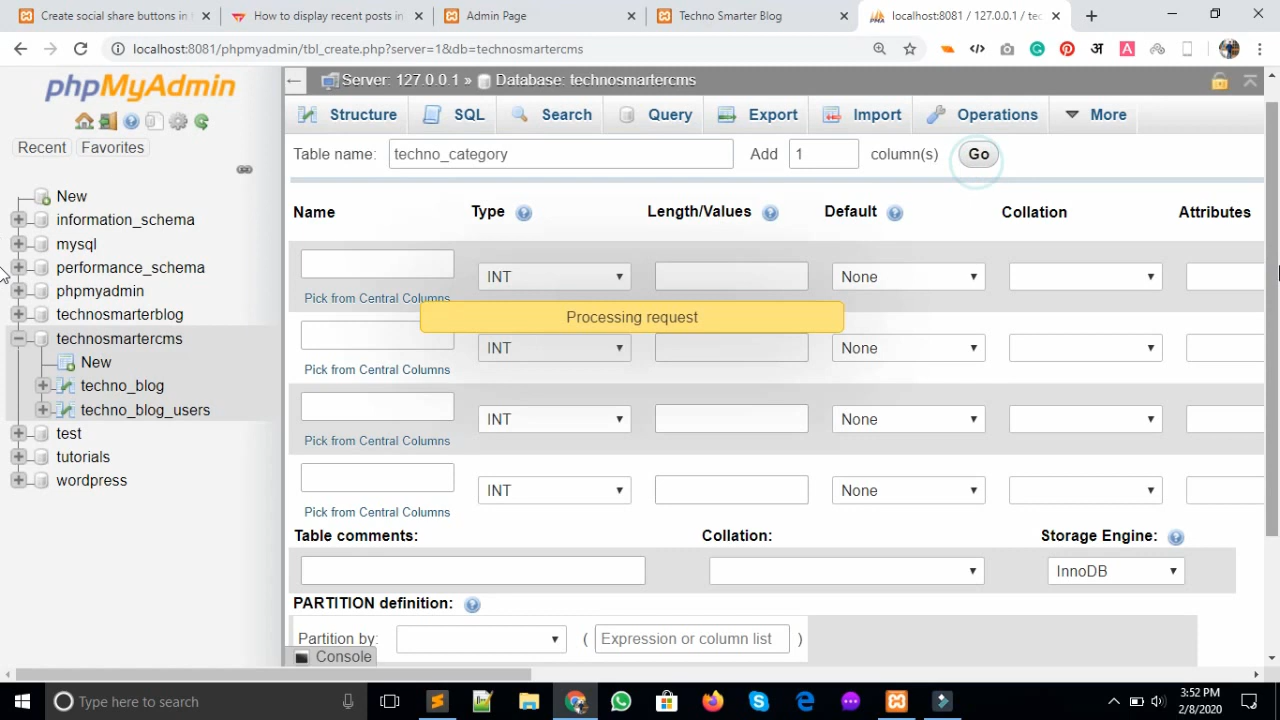 Create social share buttons in
How to display recent posts in
Admin Page
Techno Smarter Blog
localhost:8081 / 127.0.0.1 / tec
localhost:8081/phpmyadmin/tbl_create.php?server=1&db=technosmartercms
अ
A
phpMyAdmin
Recent
Favorites
New
information_schema
mysql
performance_schema
phpmyadmin
technosmarterblog
technosmartercms
New
techno_blog
techno_blog_users
test
tutorials
wordpress
Server: 127.0.0.1 » Database: technosmartercms
Structure
SQL
Search
Query
Export
Import
Operations
More
Table name: techno_category Add 1 column(s) Go
Name Type Length/Values Default Collation Attributes
INT None
Pick from Central Columns
Processing request
INT None
Pick from Central Columns
INT None
Pick from Central Columns
INT None
Pick from Central Columns
Table comments: Collation: Storage Engine:
InnoDB
PARTITION definition:
Partition by: ( Expression or column list )
Console
Type here to search
3:52 PM
2/8/2020